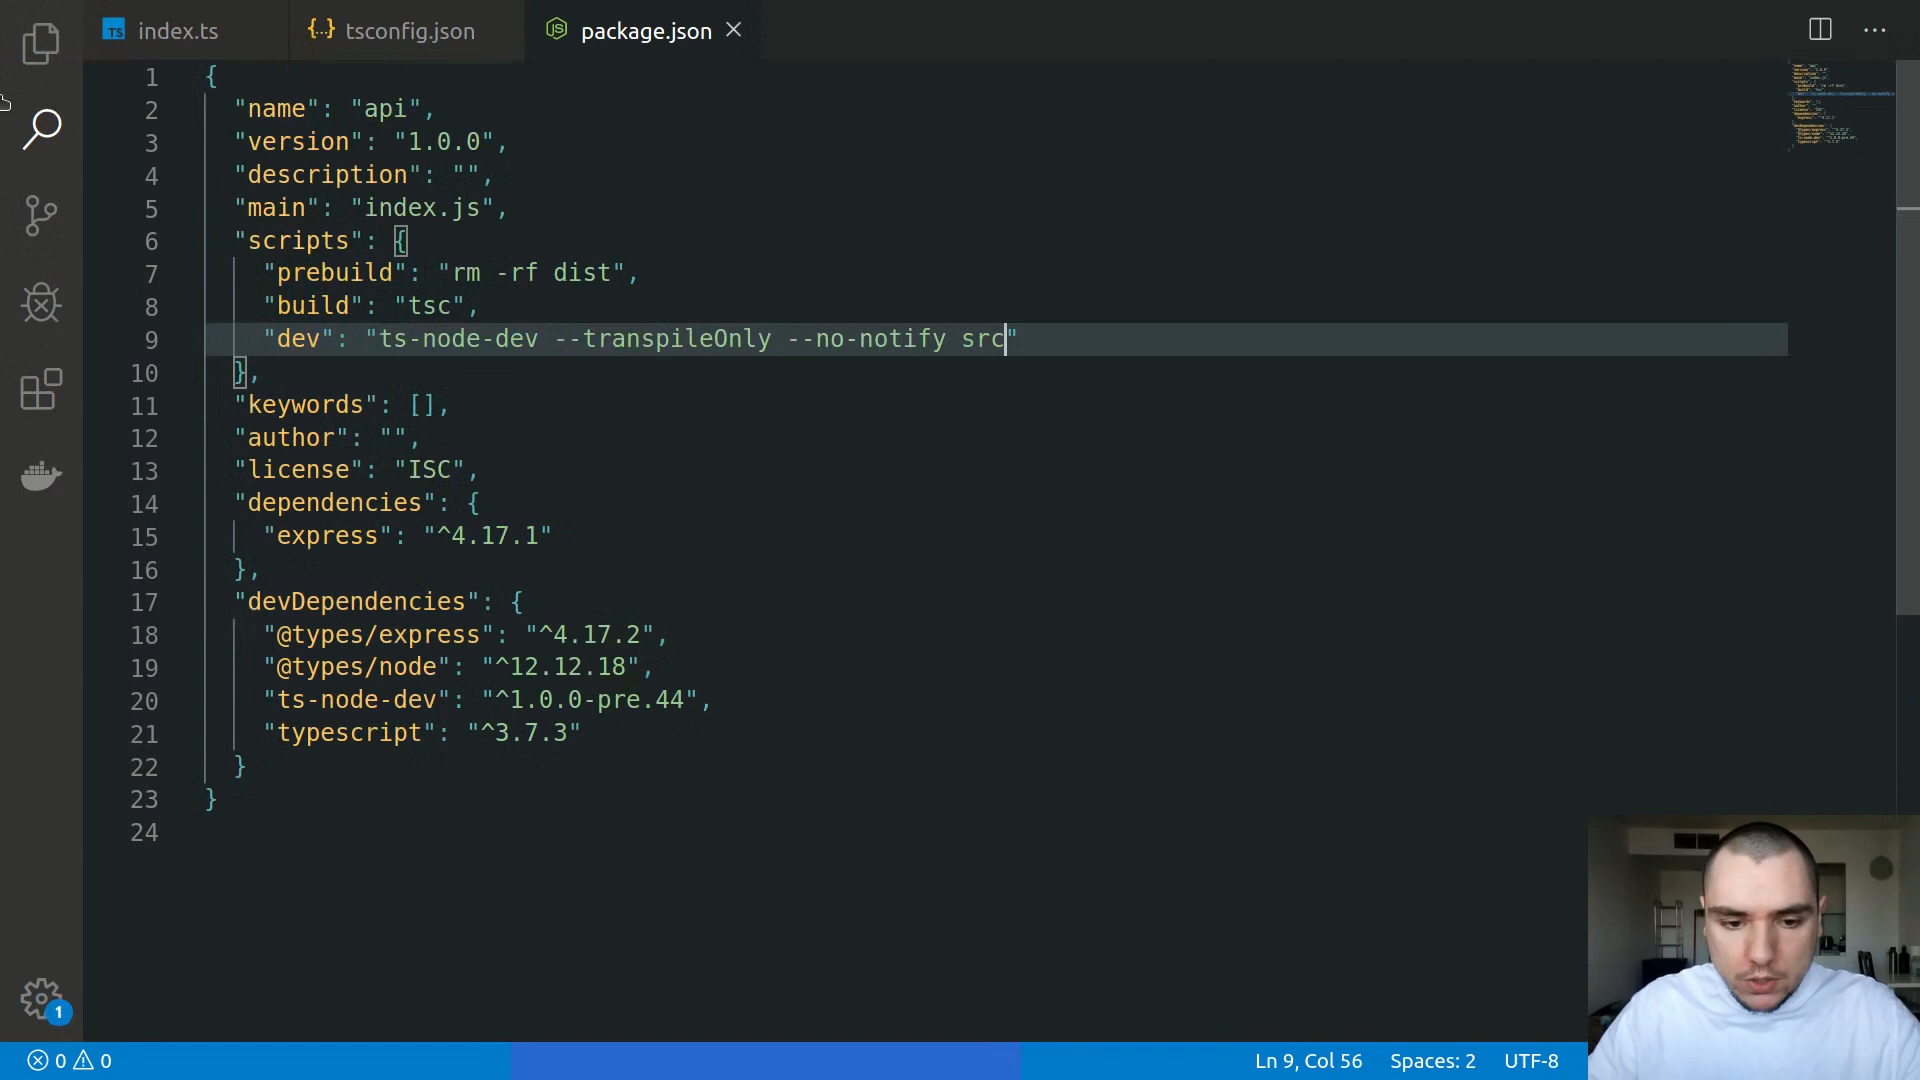 TS index.ts
{...} tsconfig.json
JS package.json
1 {
2 "name": "api",
3 "version": "1.0.0",
4 "description": "",
5 "main": "index.js",
6 "scripts": {
7 "prebuild": "rm -rf dist",
8 "build": "tsc",
9 "dev": "ts-node-dev --transpileOnly --no-notify src"
10 },
11 "keywords": [],
12 "author": "",
13 "license": "ISC",
14 "dependencies": {
15 "express": "^4.17.1"
16 },
17 "devDependencies": {
18 "@types/express": "^4.17.2",
19 "@types/node": "^12.12.18",
20 "ts-node-dev": "^1.0.0-pre.44",
21 "typescript": "^3.7.3"
22 }
23 }
24
1
0 0
Ln 9, Col 56
Spaces: 2
UTF-8